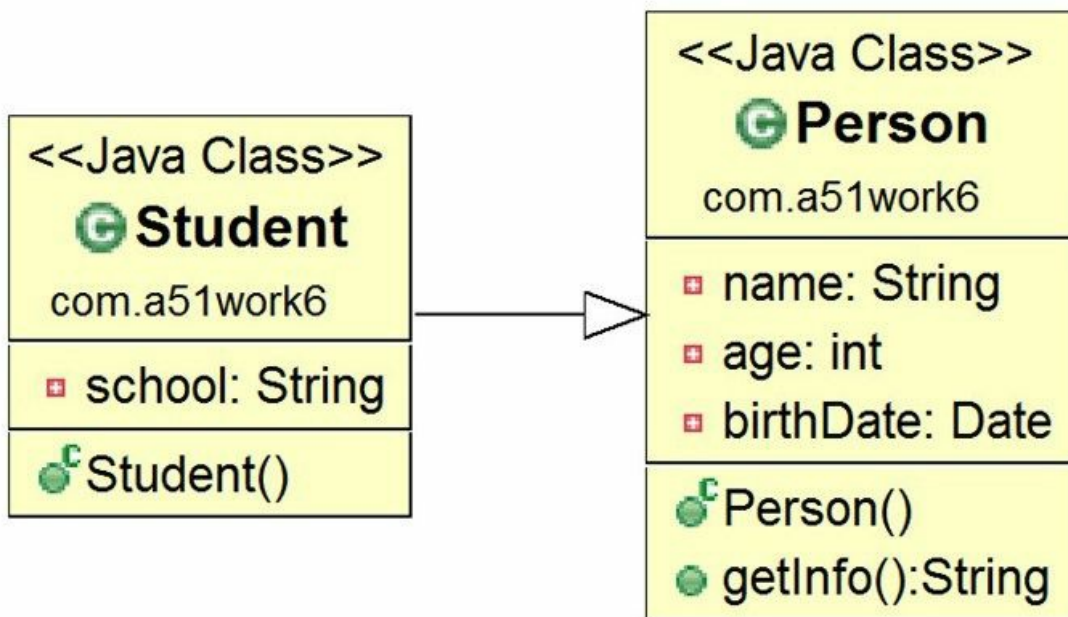 <<Java Class>>
Student
com.a51work6
school: String
Student()
<<Java Class>>
Person
com.a51work6
name: String
age: int
birthDate: Date
Person()
getInfo():String